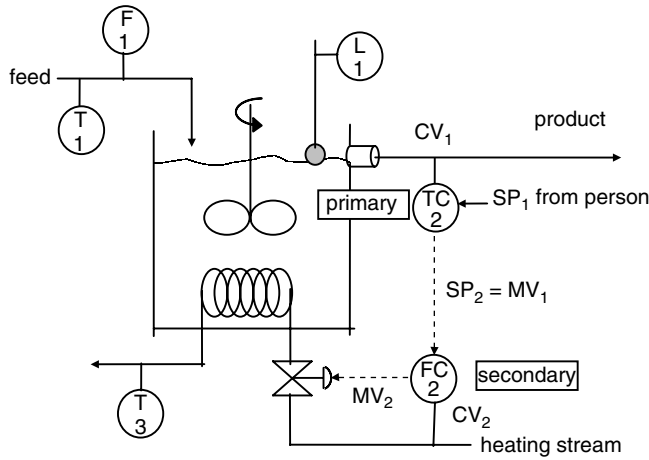 F
1
L
1
feed
T
1
CV₁
product
primary
TC
2
SP₁ from person
SP₂ = MV₁
FC
2
secondary
MV₂
CV₂
T
3
heating stream